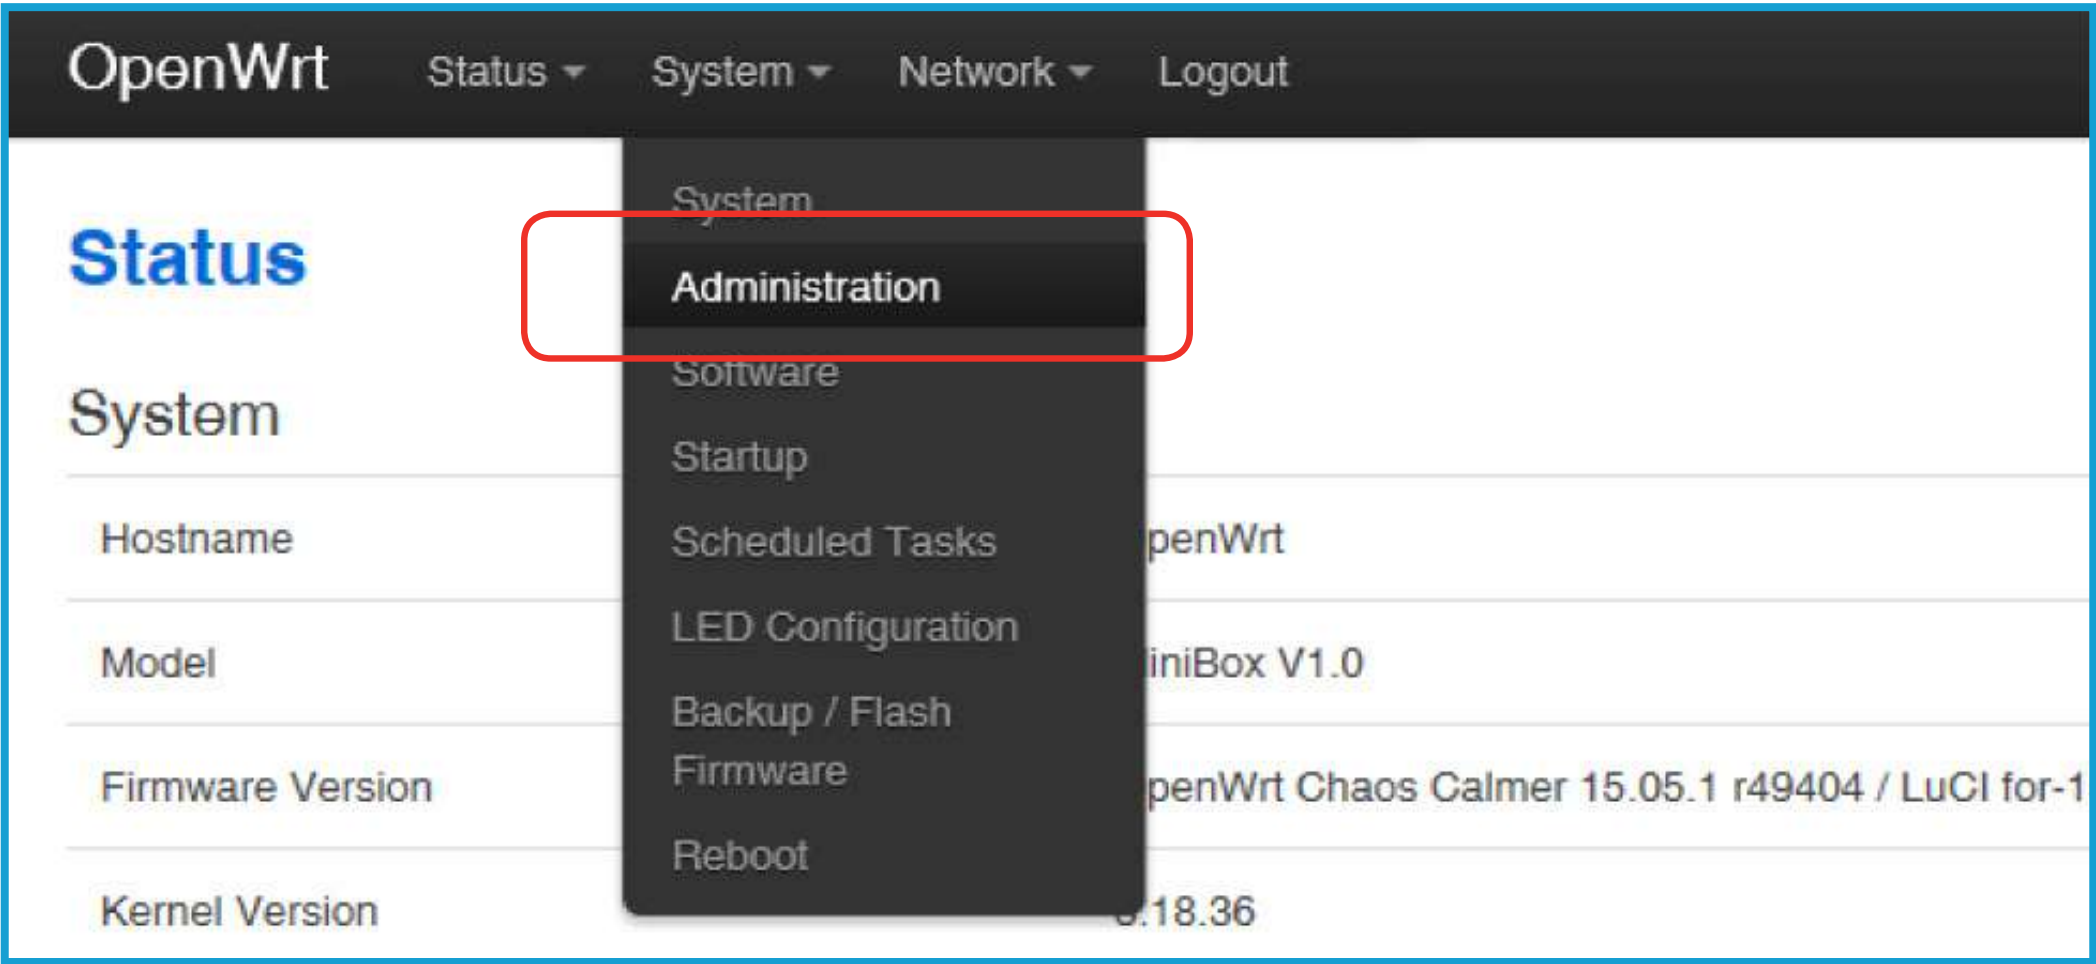 OpenWrt Status System Network Logout
System
Status
Administration
Software
System
Startup
Hostname penWrt
Scheduled Tasks
LED Configuration
Model iniBox V1.0
Backup / Flash
Firmware
Firmware Version penWrt Chaos Calmer 15.05.1 r49404 / LuCI for-1
Reboot
Kernel Version .18.36